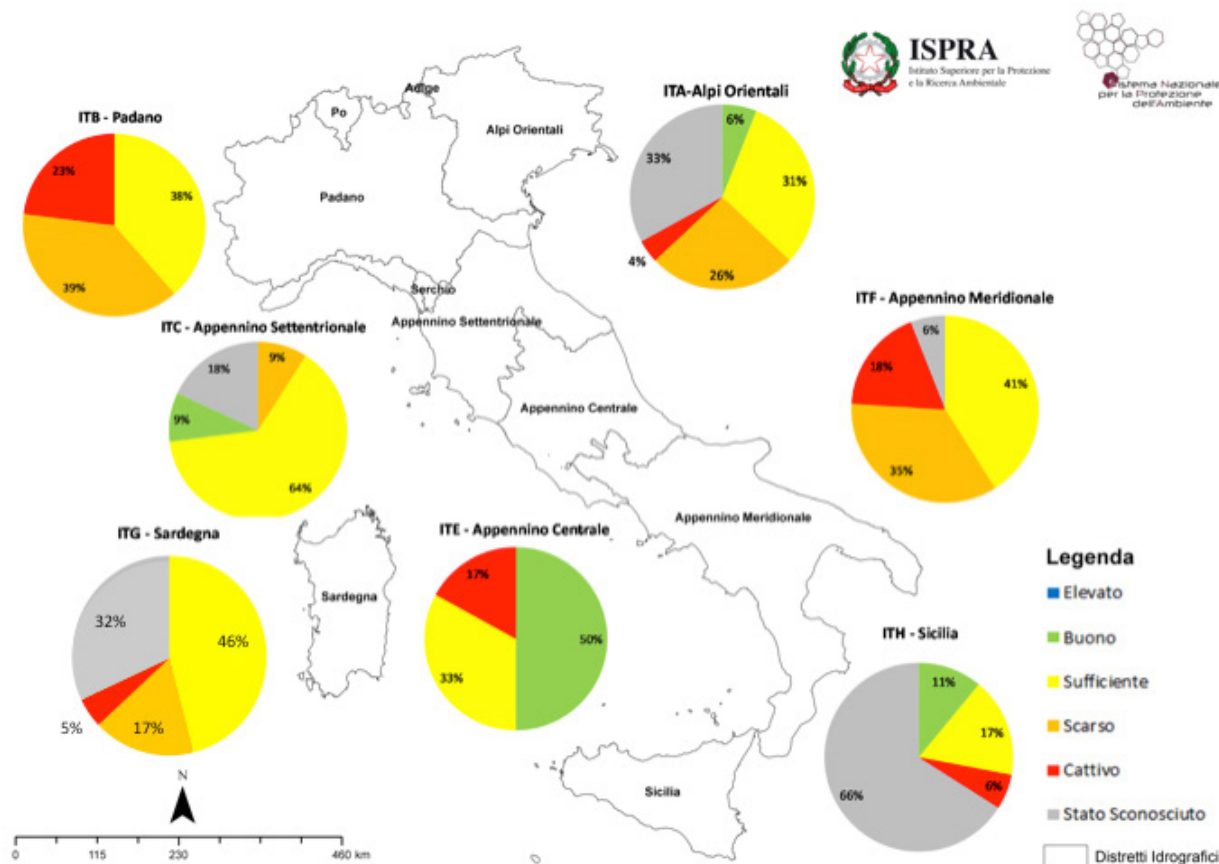 ISPRA
Istituto Superiore per la Protezione
e la Ricerca Ambientale
Sistema Nazionale
per la Protezione
dell'Ambiente
ITB - Padano
23%
38%
39%
ITA-Alpi Orientali
6%
33%
31%
4%
26%
ITC - Appennino Settentrionale
18%
9%
9%
64%
ITF - Appennino Meridionale
6%
18%
41%
35%
ITG - Sardegna
32%
46%
5%
17%
ITE - Appennino Centrale
17%
50%
33%
ITH - Sicilia
11%
17%
66%
6%
Adige
Po
Alpi Orientali
Padano
Serchio
Appennino Settentrionale
Appennino Centrale
Appennino Meridionale
Sardegna
Sicilia
Legenda
Elevato
Buono
Sufficiente
Scarso
Cattivo
Stato Sconosciuto
Distretti Idrografici
N
0 115 230 460 km